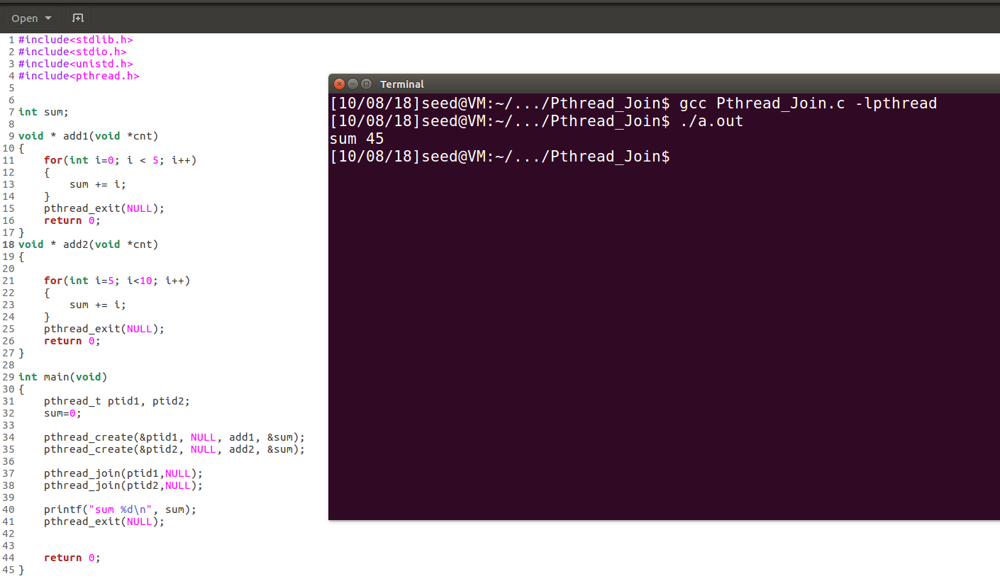 Open
1 #include<stdlib.h>
2 #include<stdio.h>
3 #include<unistd.h>
4 #include<pthread.h>
5
6
7 int sum;
8
9 void * add1(void *cnt)
10 {
11     for(int i=0; i < 5; i++)
12     {
13         sum += i;
14     }
15     pthread_exit(NULL);
16     return 0;
17 }
18 void * add2(void *cnt)
19 {
20
21     for(int i=5; i<10; i++)
22     {
23         sum += i;
24     }
25     pthread_exit(NULL);
26     return 0;
27 }
28
29 int main(void)
30 {
31     pthread_t ptid1, ptid2;
32     sum=0;
33
34     pthread_create(&ptid1, NULL, add1, &sum);
35     pthread_create(&ptid2, NULL, add2, &sum);
36
37     pthread_join(ptid1,NULL);
38     pthread_join(ptid2,NULL);
39
40     printf("sum %d\n", sum);
41     pthread_exit(NULL);
42
43
44     return 0;
45 }
Terminal
[10/08/18]seed@VM:~/.../Pthread_Join$ gcc Pthread_Join.c -lpthread
[10/08/18]seed@VM:~/.../Pthread_Join$ ./a.out
sum 45
[10/08/18]seed@VM:~/.../Pthread_Join$